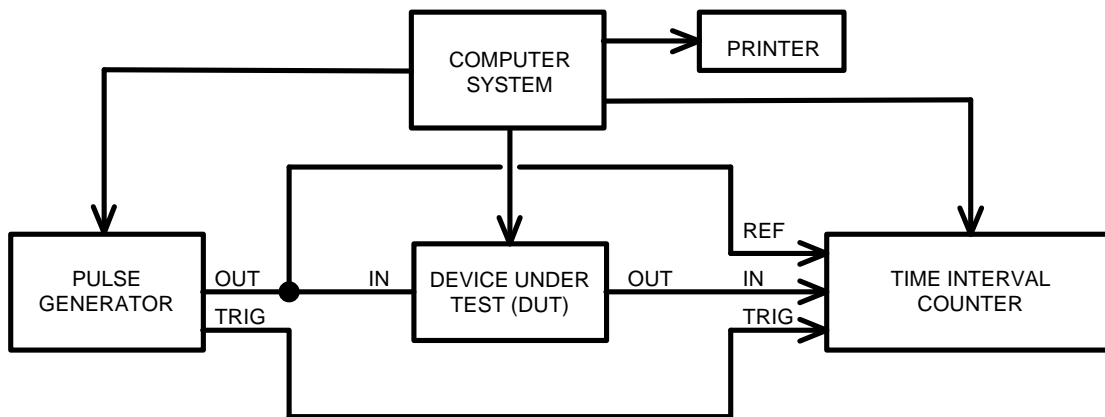 COMPUTER
SYSTEM
PRINTER
REF
PULSE
GENERATOR
OUT
TRIG
IN
DEVICE UNDER
TEST (DUT)
OUT
IN
TRIG
TIME INTERVAL
COUNTER